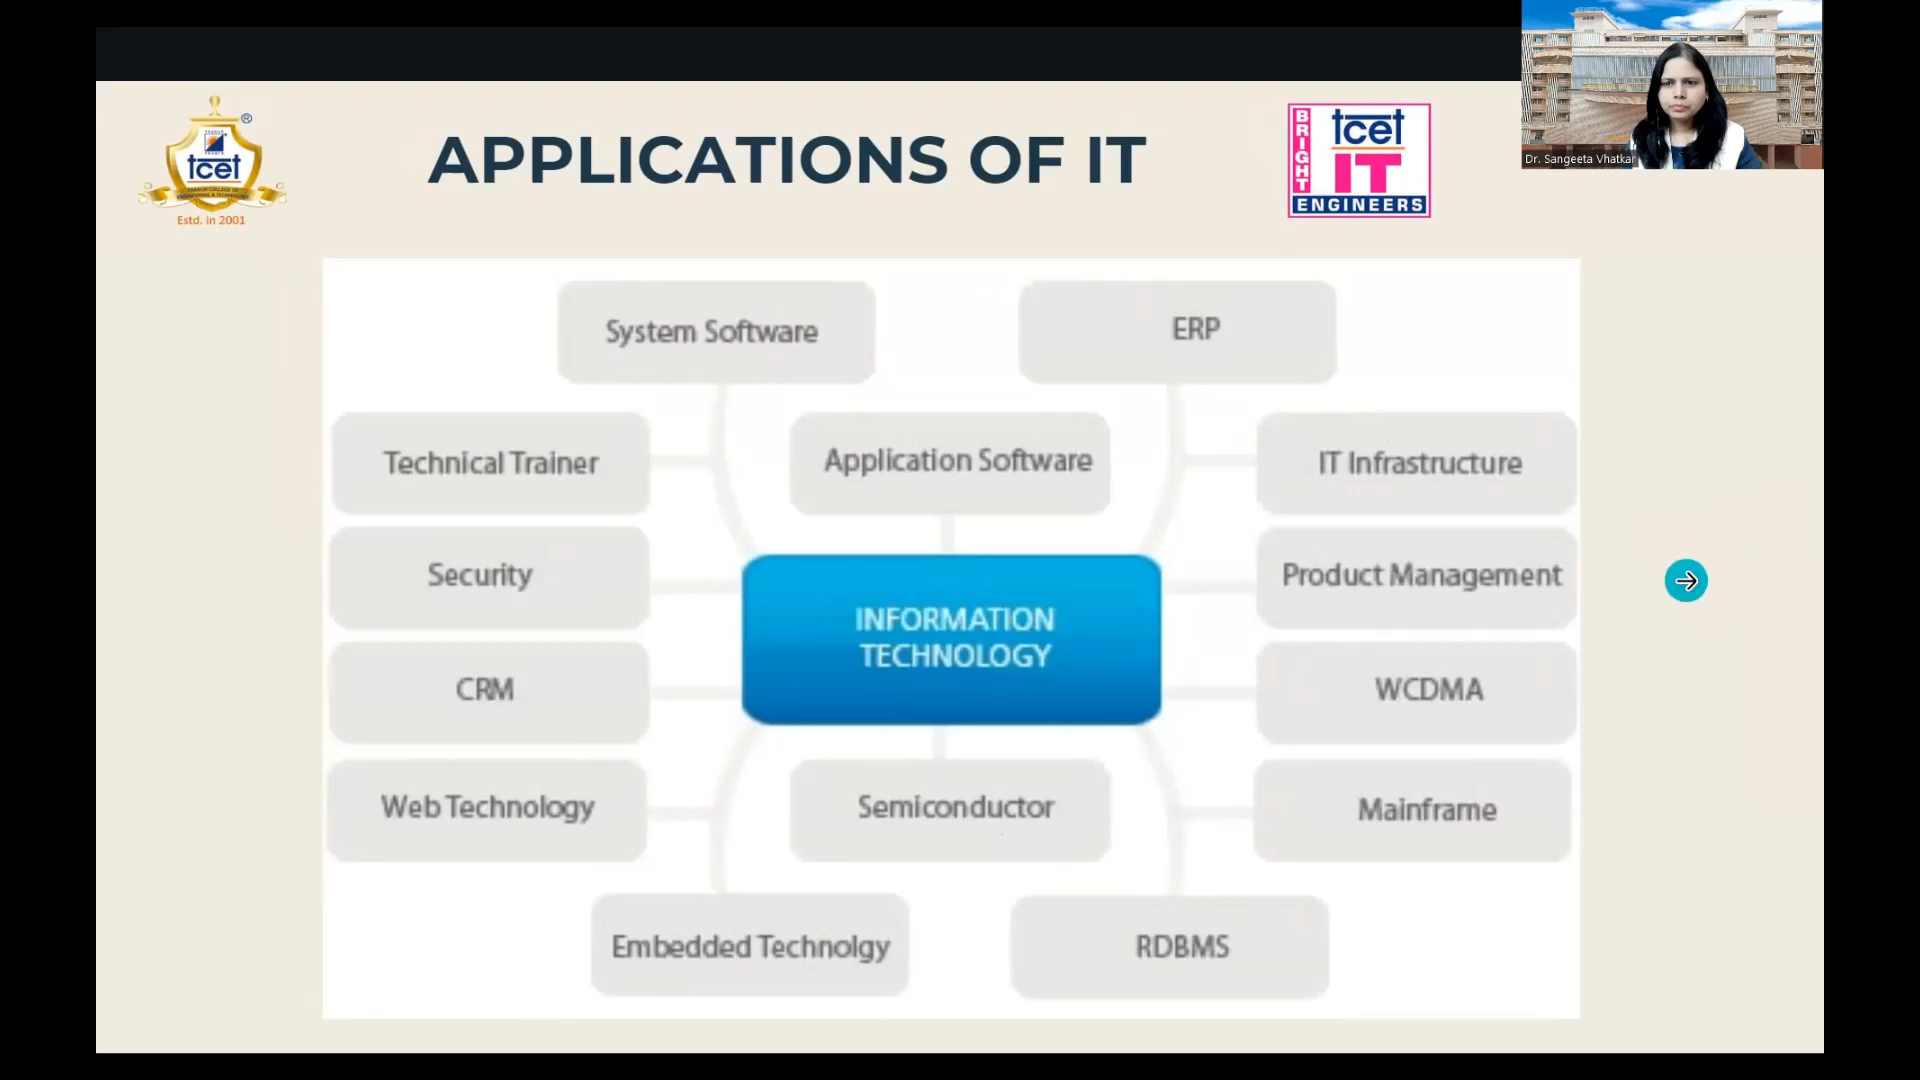 APPLICATIONS OF IT
®
tcet
Estd. in 2001
BRIGHT
tcet
IT
ENGINEERS
Dr. Sangeeta Vhatkar
System Software
ERP
Technical Trainer
Application Software
IT Infrastructure
Security
Product Management
INFORMATION
TECHNOLOGY
CRM
WCDMA
Web Technology
Semiconductor
Mainframe
Embedded Technolgy
RDBMS